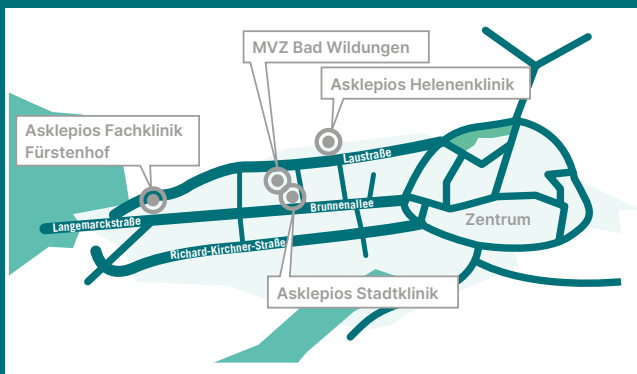 MVZ Bad Wildungen
Asklepios Helenenklinik
Asklepios Fachklinik
Fürstenhof
Laustraße
Brunnenallee
Langemarckstraße
Zentrum
Richard-Kirchner-Straße
Asklepios Stadtklinik